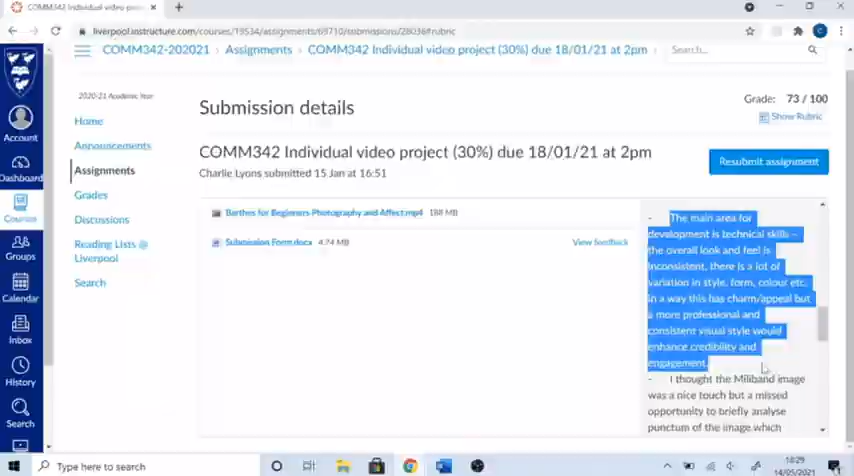 COMM342 Individual video proje
liverpool.instructure.com/courses/19534/assignments/69710/submissions/28036#rubric
COMM342-202021 > Assignments > COMM342 Individual video project (30%) due 18/01/21 at 2pm
Search...
2020-21 Academic Year
Home
Announcements
Assignments
Grades
Discussions
Reading Lists @
Liverpool
Search
Account
Dashboard
Courses
Groups
Calendar
Inbox
History
Search
Submission details
Grade: 73 / 100
Show Rubric
COMM342 Individual video project (30%) due 18/01/21 at 2pm
Charlie Lyons submitted 15 Jan at 16:51
Resubmit assignment
Barthes for Beginners Photography and Affect.mp4 188 MB
Submission Form.docx 4.74 MB
View feedback
- The main area for
development is technical skills –
the overall look and feel is
inconsistent, there is a lot of
variation in style, form, colour etc.
In a way this has charm/appeal but
a more professional and
consistent visual style would
enhance credibility and
engagement.
- I thought the Miliband image
was a nice touch but a missed
opportunity to briefly analyse
punctum of the image which
Type here to search
18:29
14/05/2021